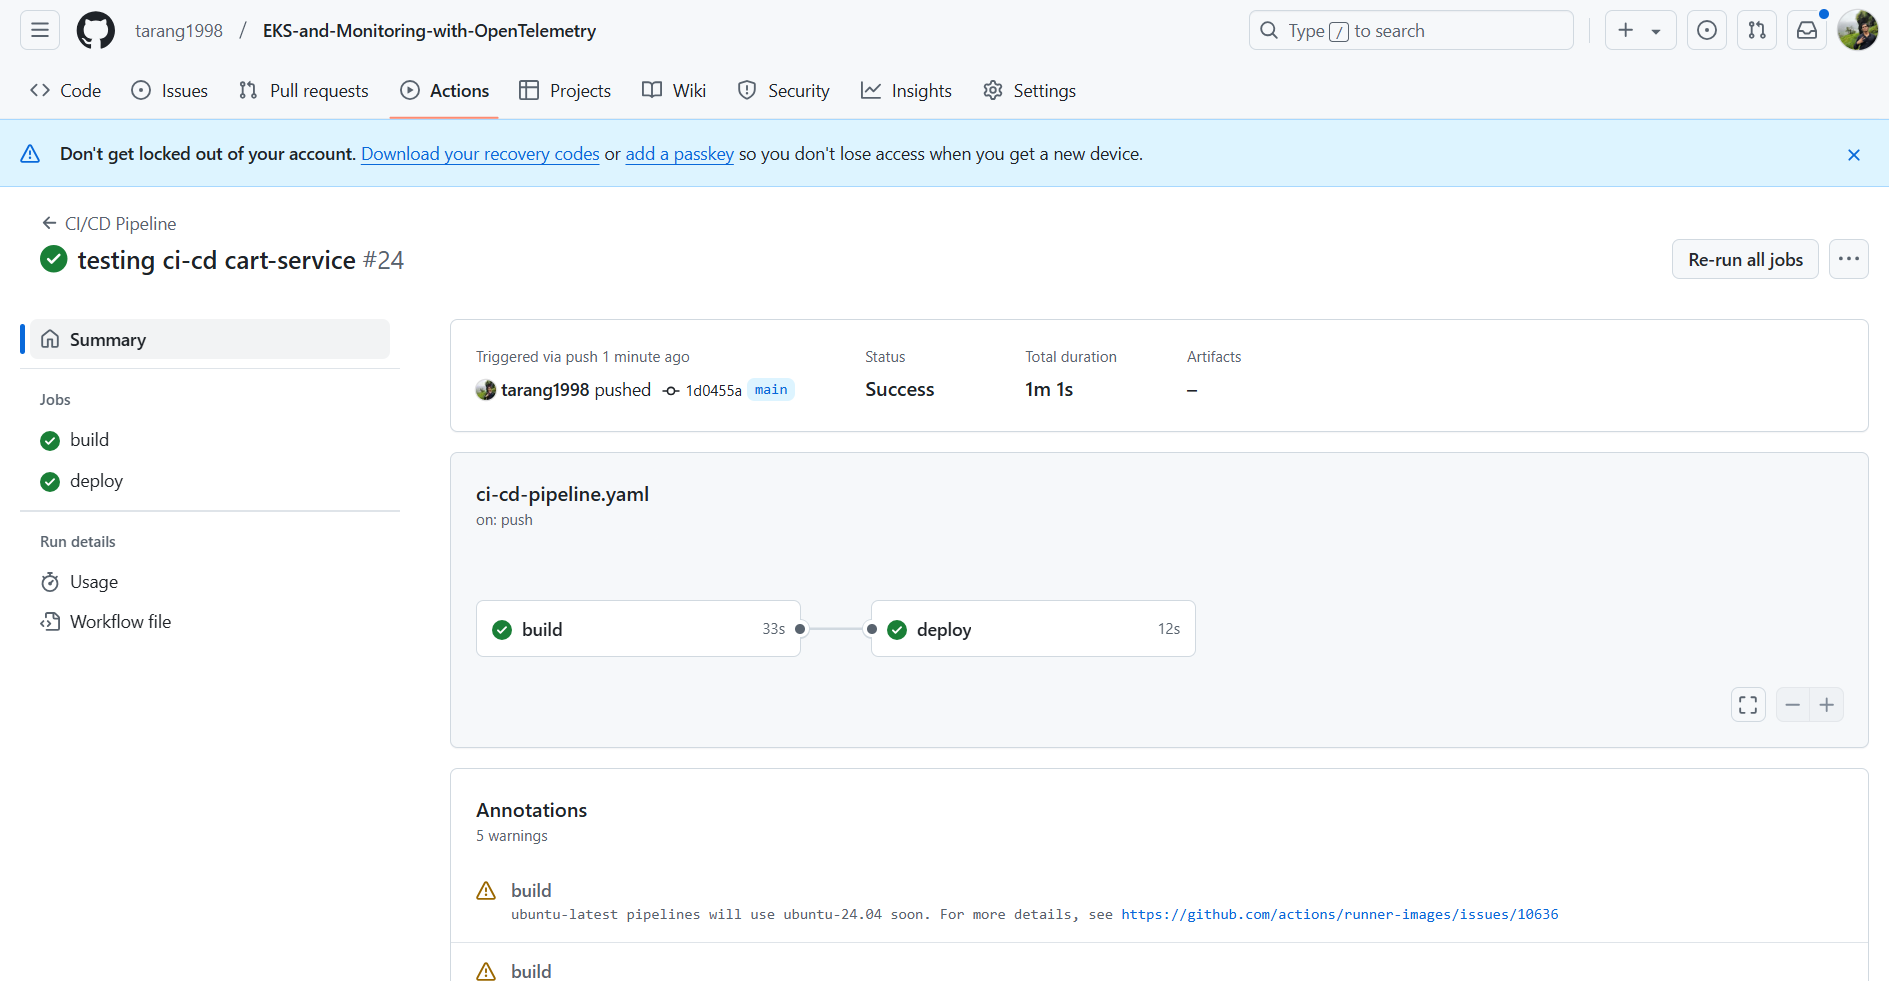 tarang1998 / EKS-and-Monitoring-with-OpenTelemetry
Type / to search
Code Issues Pull requests Actions Projects Wiki Security Insights Settings
Don't get locked out of your account. Download your recovery codes or add a passkey so you don't lose access when you get a new device.
CI/CD Pipeline
testing ci-cd cart-service #24
Re-run all jobs
Summary
Jobs
build
deploy
Run details
Usage
Workflow file
Triggered via push 1 minute ago
tarang1998 pushed 1d0455a main
Status
Success
Total duration
1m 1s
Artifacts
–
ci-cd-pipeline.yaml
on: push
build 33s
deploy 12s
Annotations
5 warnings
build
ubuntu-latest pipelines will use ubuntu-24.04 soon. For more details, see https://github.com/actions/runner-images/issues/10636
build